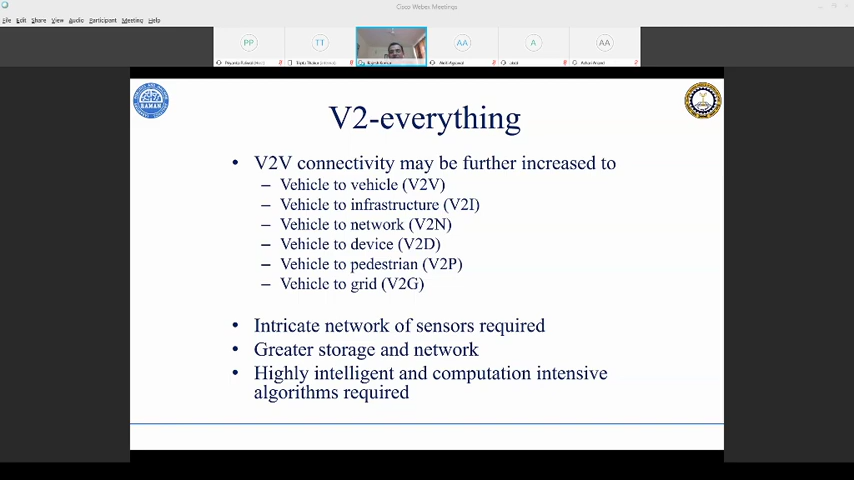 Cisco Webex Meetings
File Edit Share View Audio Participant Meeting Help
PP
TT
AA
A
AA
RAMAN
V2-everything
• V2V connectivity may be further increased to
– Vehicle to vehicle (V2V)
– Vehicle to infrastructure (V2I)
– Vehicle to network (V2N)
– Vehicle to device (V2D)
– Vehicle to pedestrian (V2P)
– Vehicle to grid (V2G)
• Intricate network of sensors required
• Greater storage and network
• Highly intelligent and computation intensive
algorithms required